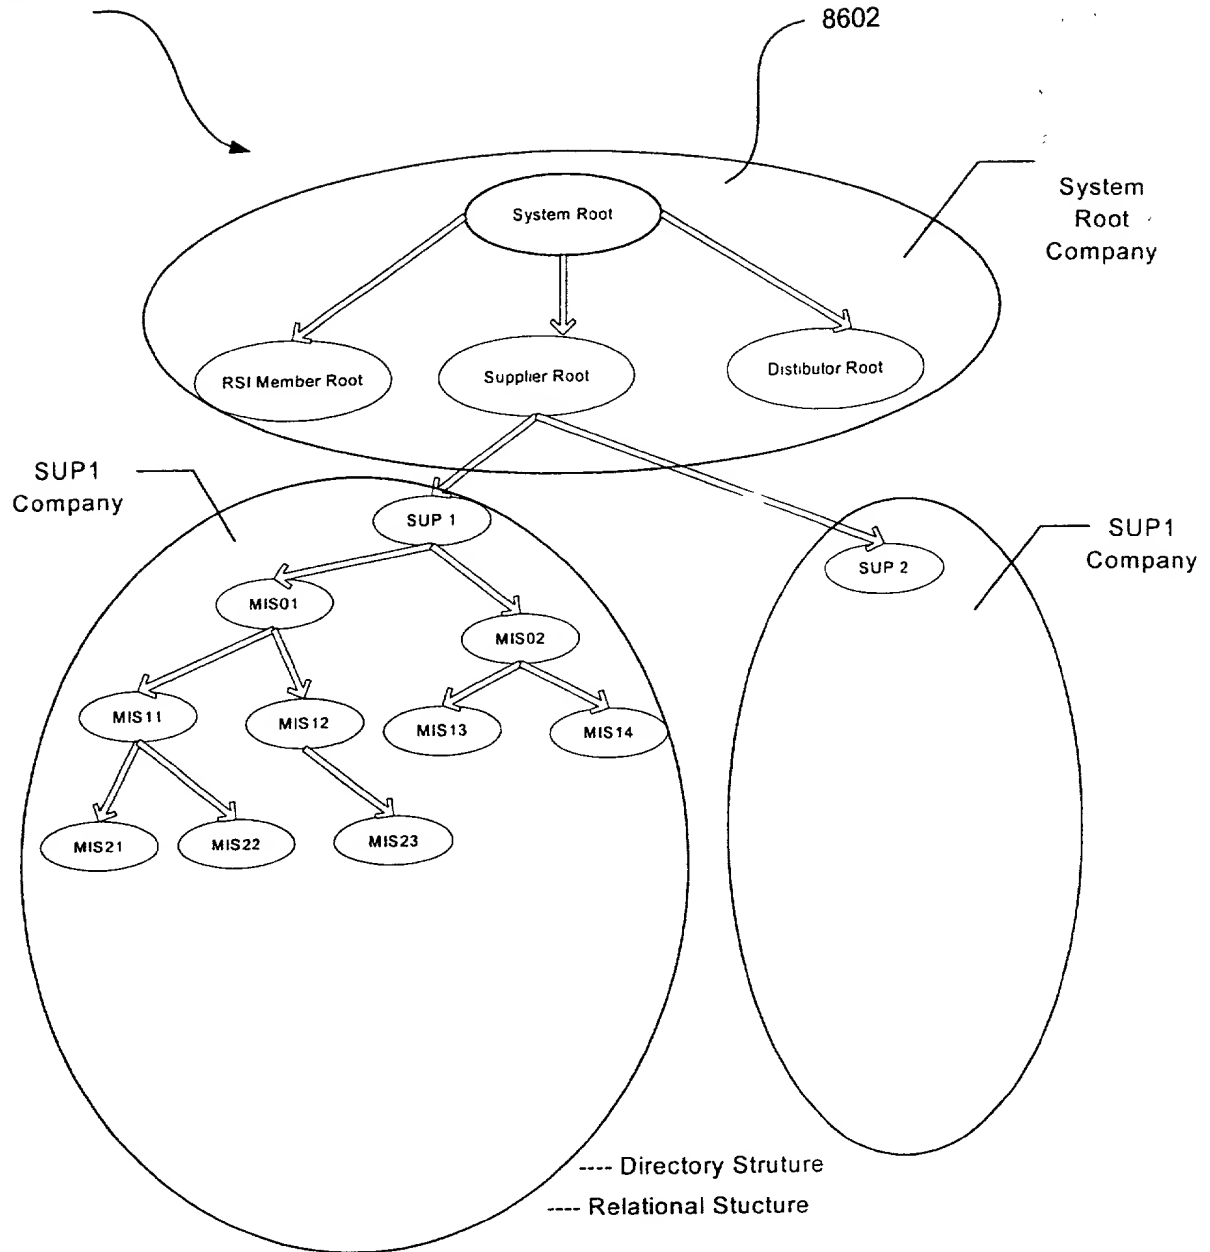 8602
System
Root
Company
System Root
RSI Member Root
Supplier Root
Distibutor Root
SUP1
Company
SUP 1
SUP1
Company
SUP 2
MIS01
MIS02
MIS11
MIS12
MIS13
MIS14
MIS21
MIS22
MIS23
---- Directory Struture
---- Relational Stucture